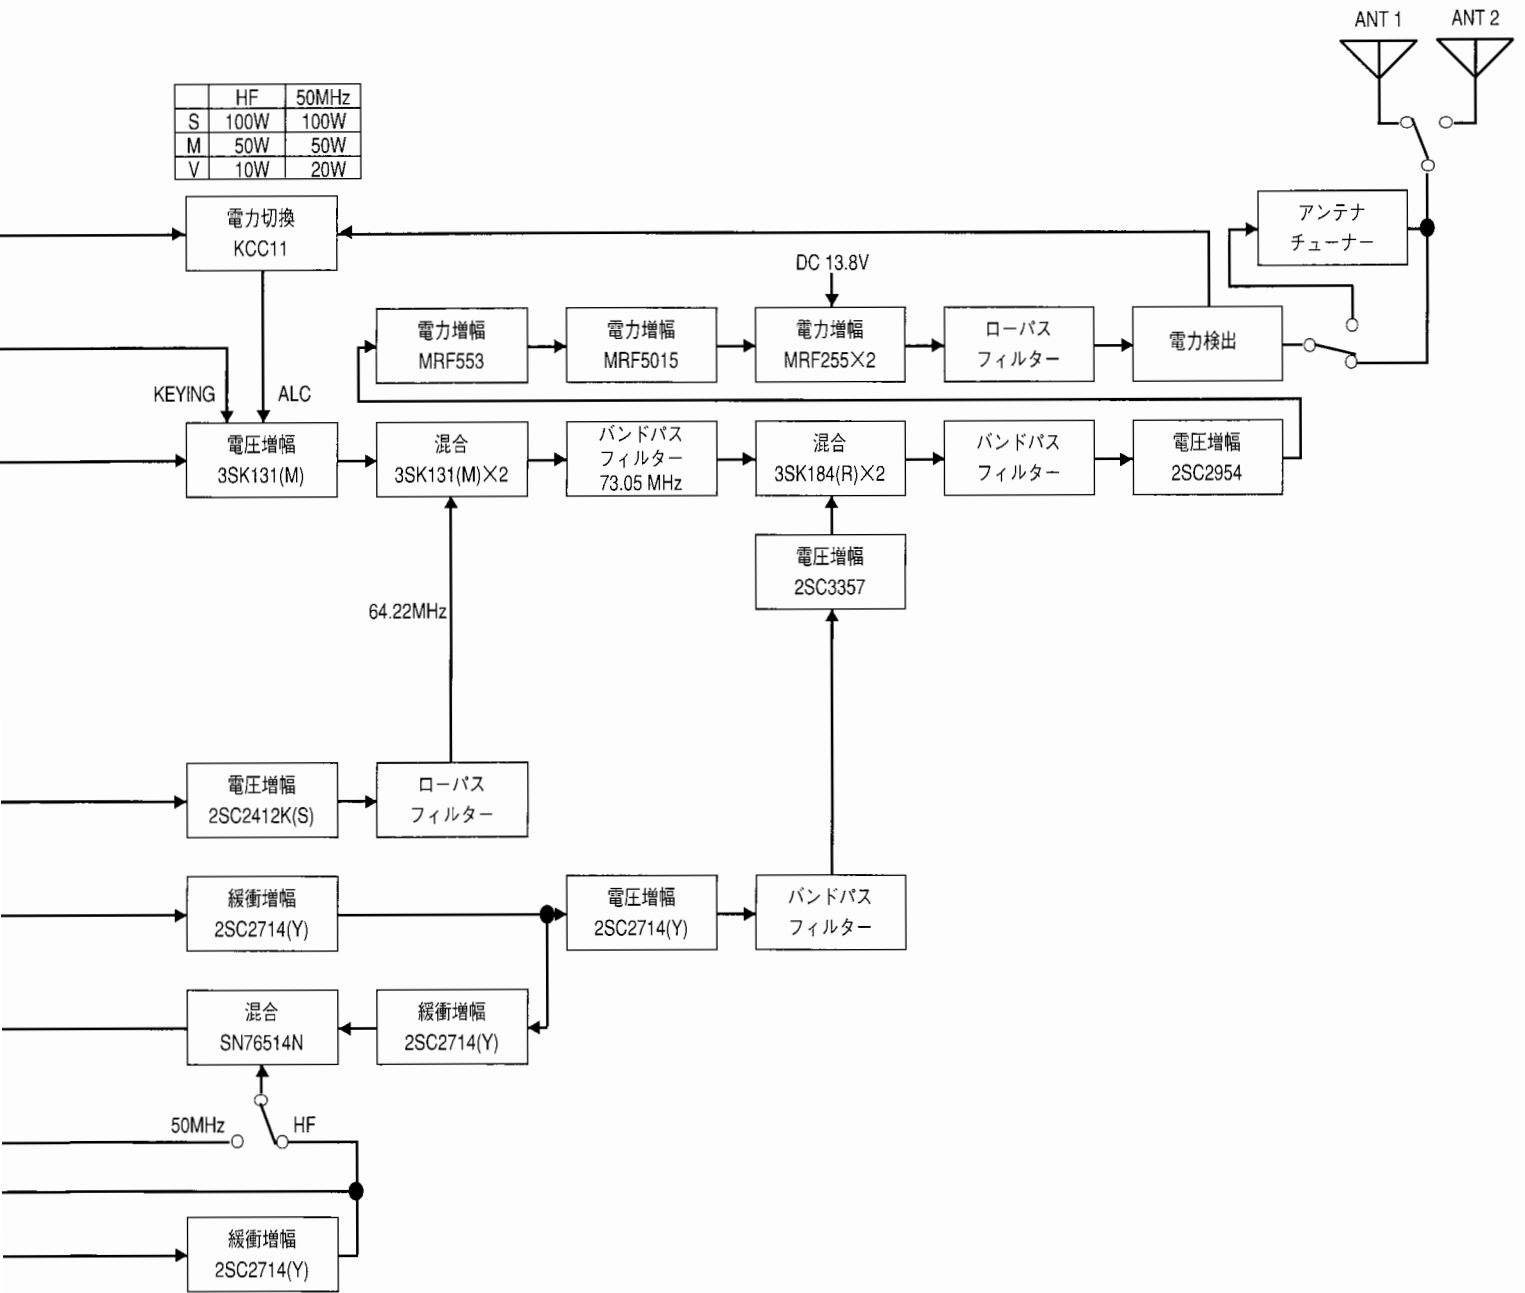 ANT 1 ANT 2
HF 50MHz
S 100W 100W
M 50W 50W
V 10W 20W
電力切換
KCC11
アンテナ
チューナー
DC 13.8V
電力増幅
MRF553
電力増幅
MRF5015
電力増幅
MRF255×2
ローパス
フィルター
電力検出
KEYING
ALC
電圧増幅
3SK131(M)
混合
3SK131(M)×2
バンドパス
フィルター
73.05 MHz
混合
3SK184(R)×2
バンドパス
フィルター
電圧増幅
2SC2954
電圧増幅
2SC3357
64.22MHz
電圧増幅
2SC2412K(S)
ローパス
フィルター
緩衝増幅
2SC2714(Y)
電圧増幅
2SC2714(Y)
バンドパス
フィルター
混合
SN76514N
緩衝増幅
2SC2714(Y)
50MHz
HF
緩衝増幅
2SC2714(Y)